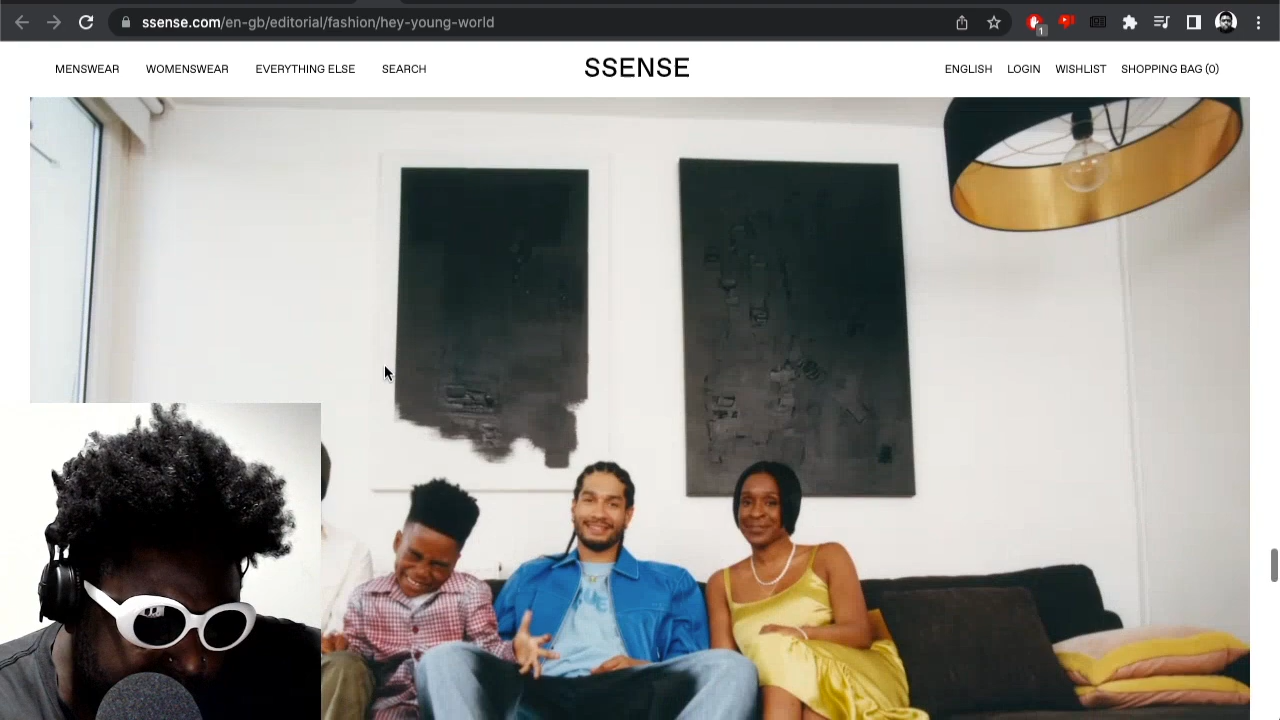 ssense.com/en-gb/editorial/fashion/hey-young-world
1
MENSWEAR WOMENSWEAR EVERYTHING ELSE SEARCH SSENSE ENGLISH LOGIN WISHLIST SHOPPING BAG (0)